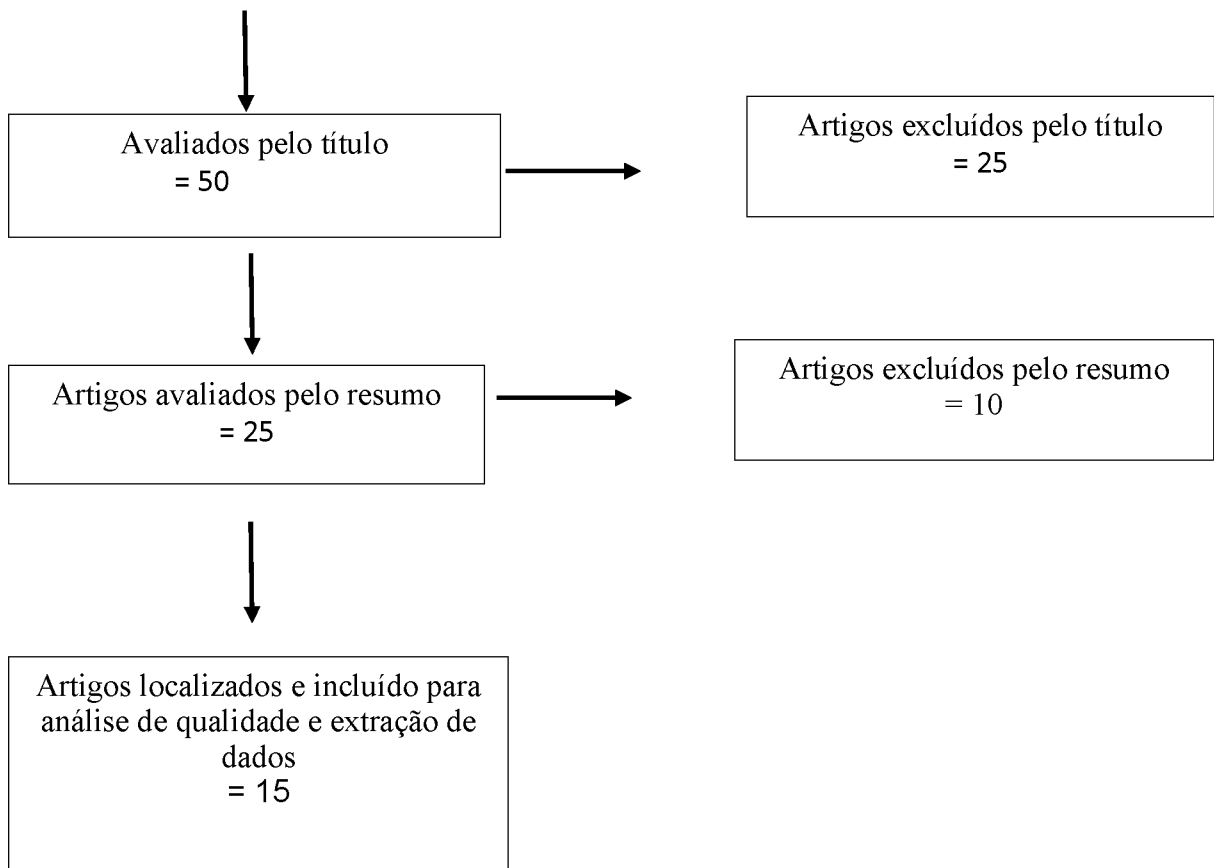 Avaliados pelo título
= 50
Artigos excluídos pelo título
= 25
Artigos avaliados pelo resumo
= 25
Artigos excluídos pelo resumo
= 10
Artigos localizados e incluído para
análise de qualidade e extração de
dados
= 15